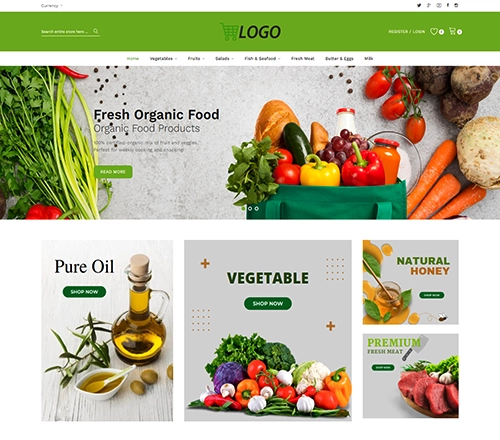 Currency
Search entire store here ...
LOGO
REGISTER / LOGIN
0
0
Home Vegetables Fruits Salads Fish & Seafood Fresh Meat Butter & Eggs Milk
Fresh Organic Food
Organic Food Products
100% certified-organic mix of fruit and veggies.
Perfect for weekly cooking and snacking!
READ MORE
Pure Oil
SHOP NOW
VEGETABLE
SHOP NOW
NATURAL
HONEY
SHOP NOW
PREMIUM
FRESH MEAT
SHOP NOW